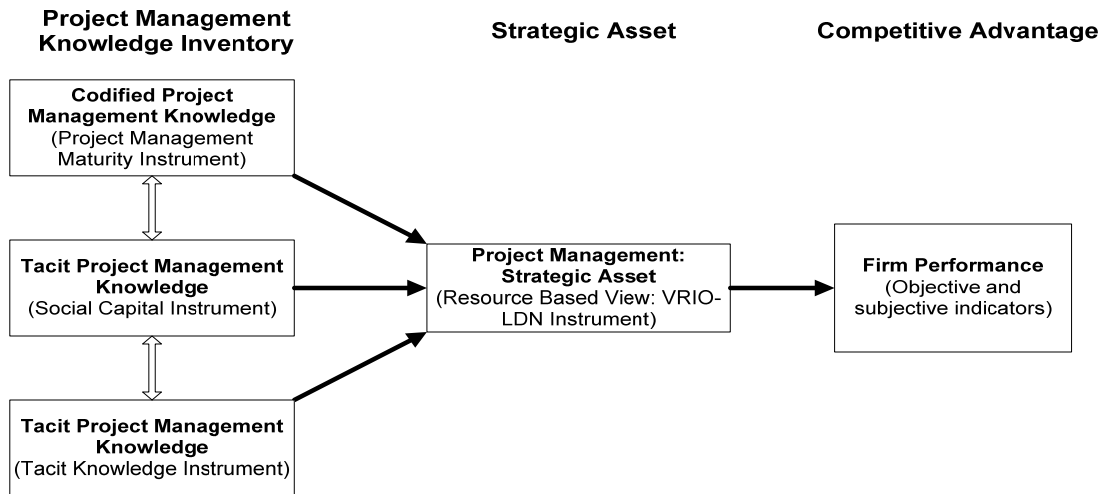 Project Management
Knowledge Inventory
Strategic Asset
Competitive Advantage
Codified Project
Management Knowledge
(Project Management
Maturity Instrument)
Tacit Project Management
Knowledge
(Social Capital Instrument)
Tacit Project Management
Knowledge
(Tacit Knowledge Instrument)
Project Management:
Strategic Asset
(Resource Based View: VRIO-
LDN Instrument)
Firm Performance
(Objective and
subjective indicators)